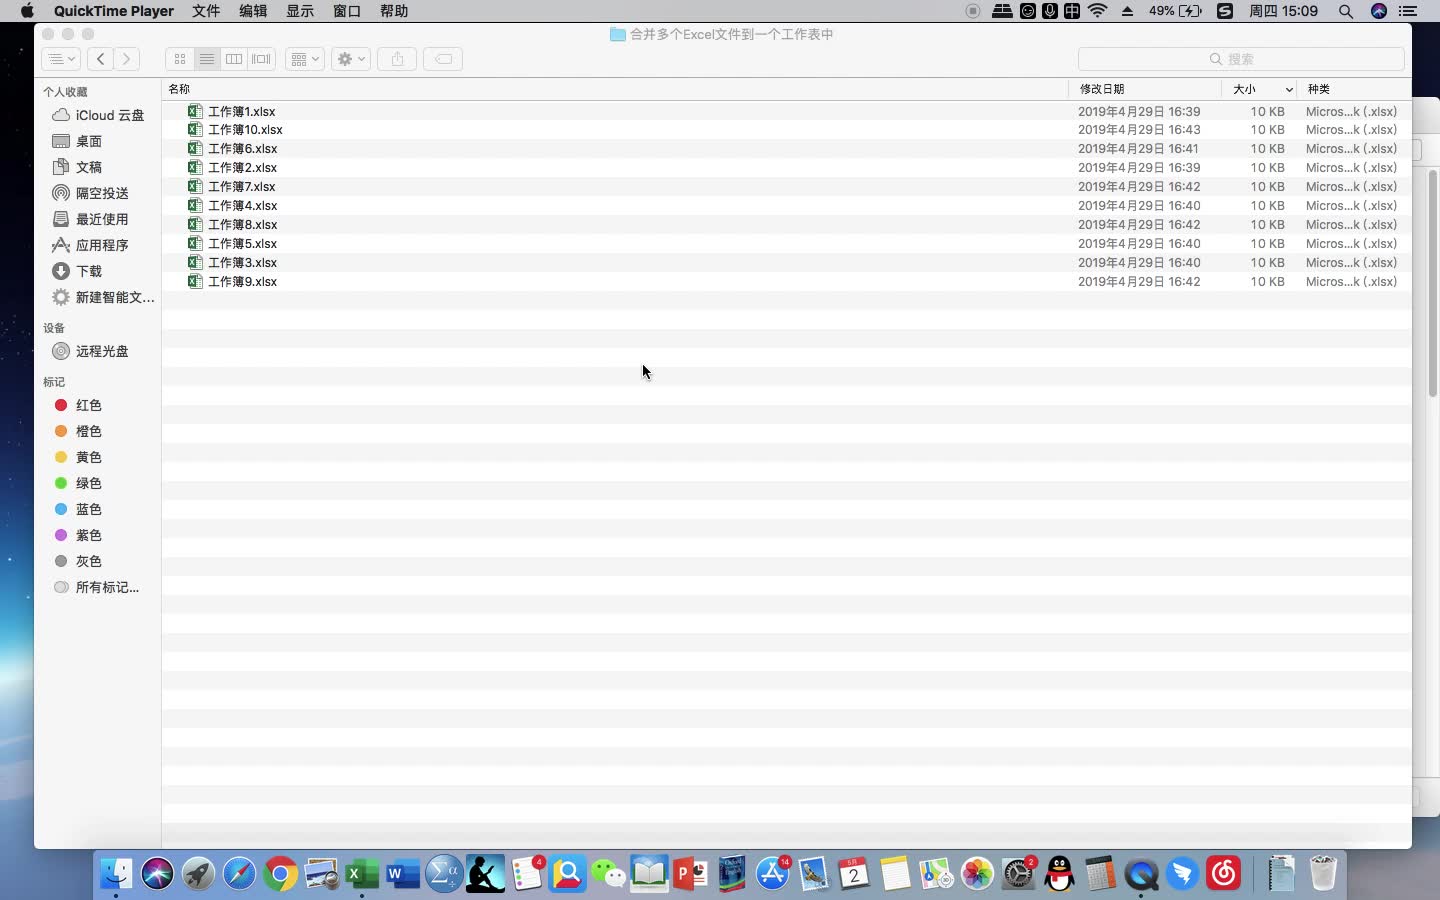 QuickTime Player 文件 编辑 显示 窗口 帮助 中 49% S 周四 15:09
合并多个Excel文件到一个工作表中
搜索
个人收藏
iCloud 云盘
桌面
文稿
隔空投送
最近使用
应用程序
下载
新建智能文...
设备
远程光盘
标记
红色
橙色
黄色
绿色
蓝色
紫色
灰色
所有标记...
名称 修改日期 大小 种类
工作簿1.xlsx 2019年4月29日 16:39 10 KB Micros...k (.xlsx)
工作簿10.xlsx 2019年4月29日 16:43 10 KB Micros...k (.xlsx)
工作簿6.xlsx 2019年4月29日 16:41 10 KB Micros...k (.xlsx)
工作簿2.xlsx 2019年4月29日 16:39 10 KB Micros...k (.xlsx)
工作簿7.xlsx 2019年4月29日 16:42 10 KB Micros...k (.xlsx)
工作簿4.xlsx 2019年4月29日 16:40 10 KB Micros...k (.xlsx)
工作簿8.xlsx 2019年4月29日 16:42 10 KB Micros...k (.xlsx)
工作簿5.xlsx 2019年4月29日 16:40 10 KB Micros...k (.xlsx)
工作簿3.xlsx 2019年4月29日 16:40 10 KB Micros...k (.xlsx)
工作簿9.xlsx 2019年4月29日 16:42 10 KB Micros...k (.xlsx)
X W Σα 4 P 14 5月 2 2